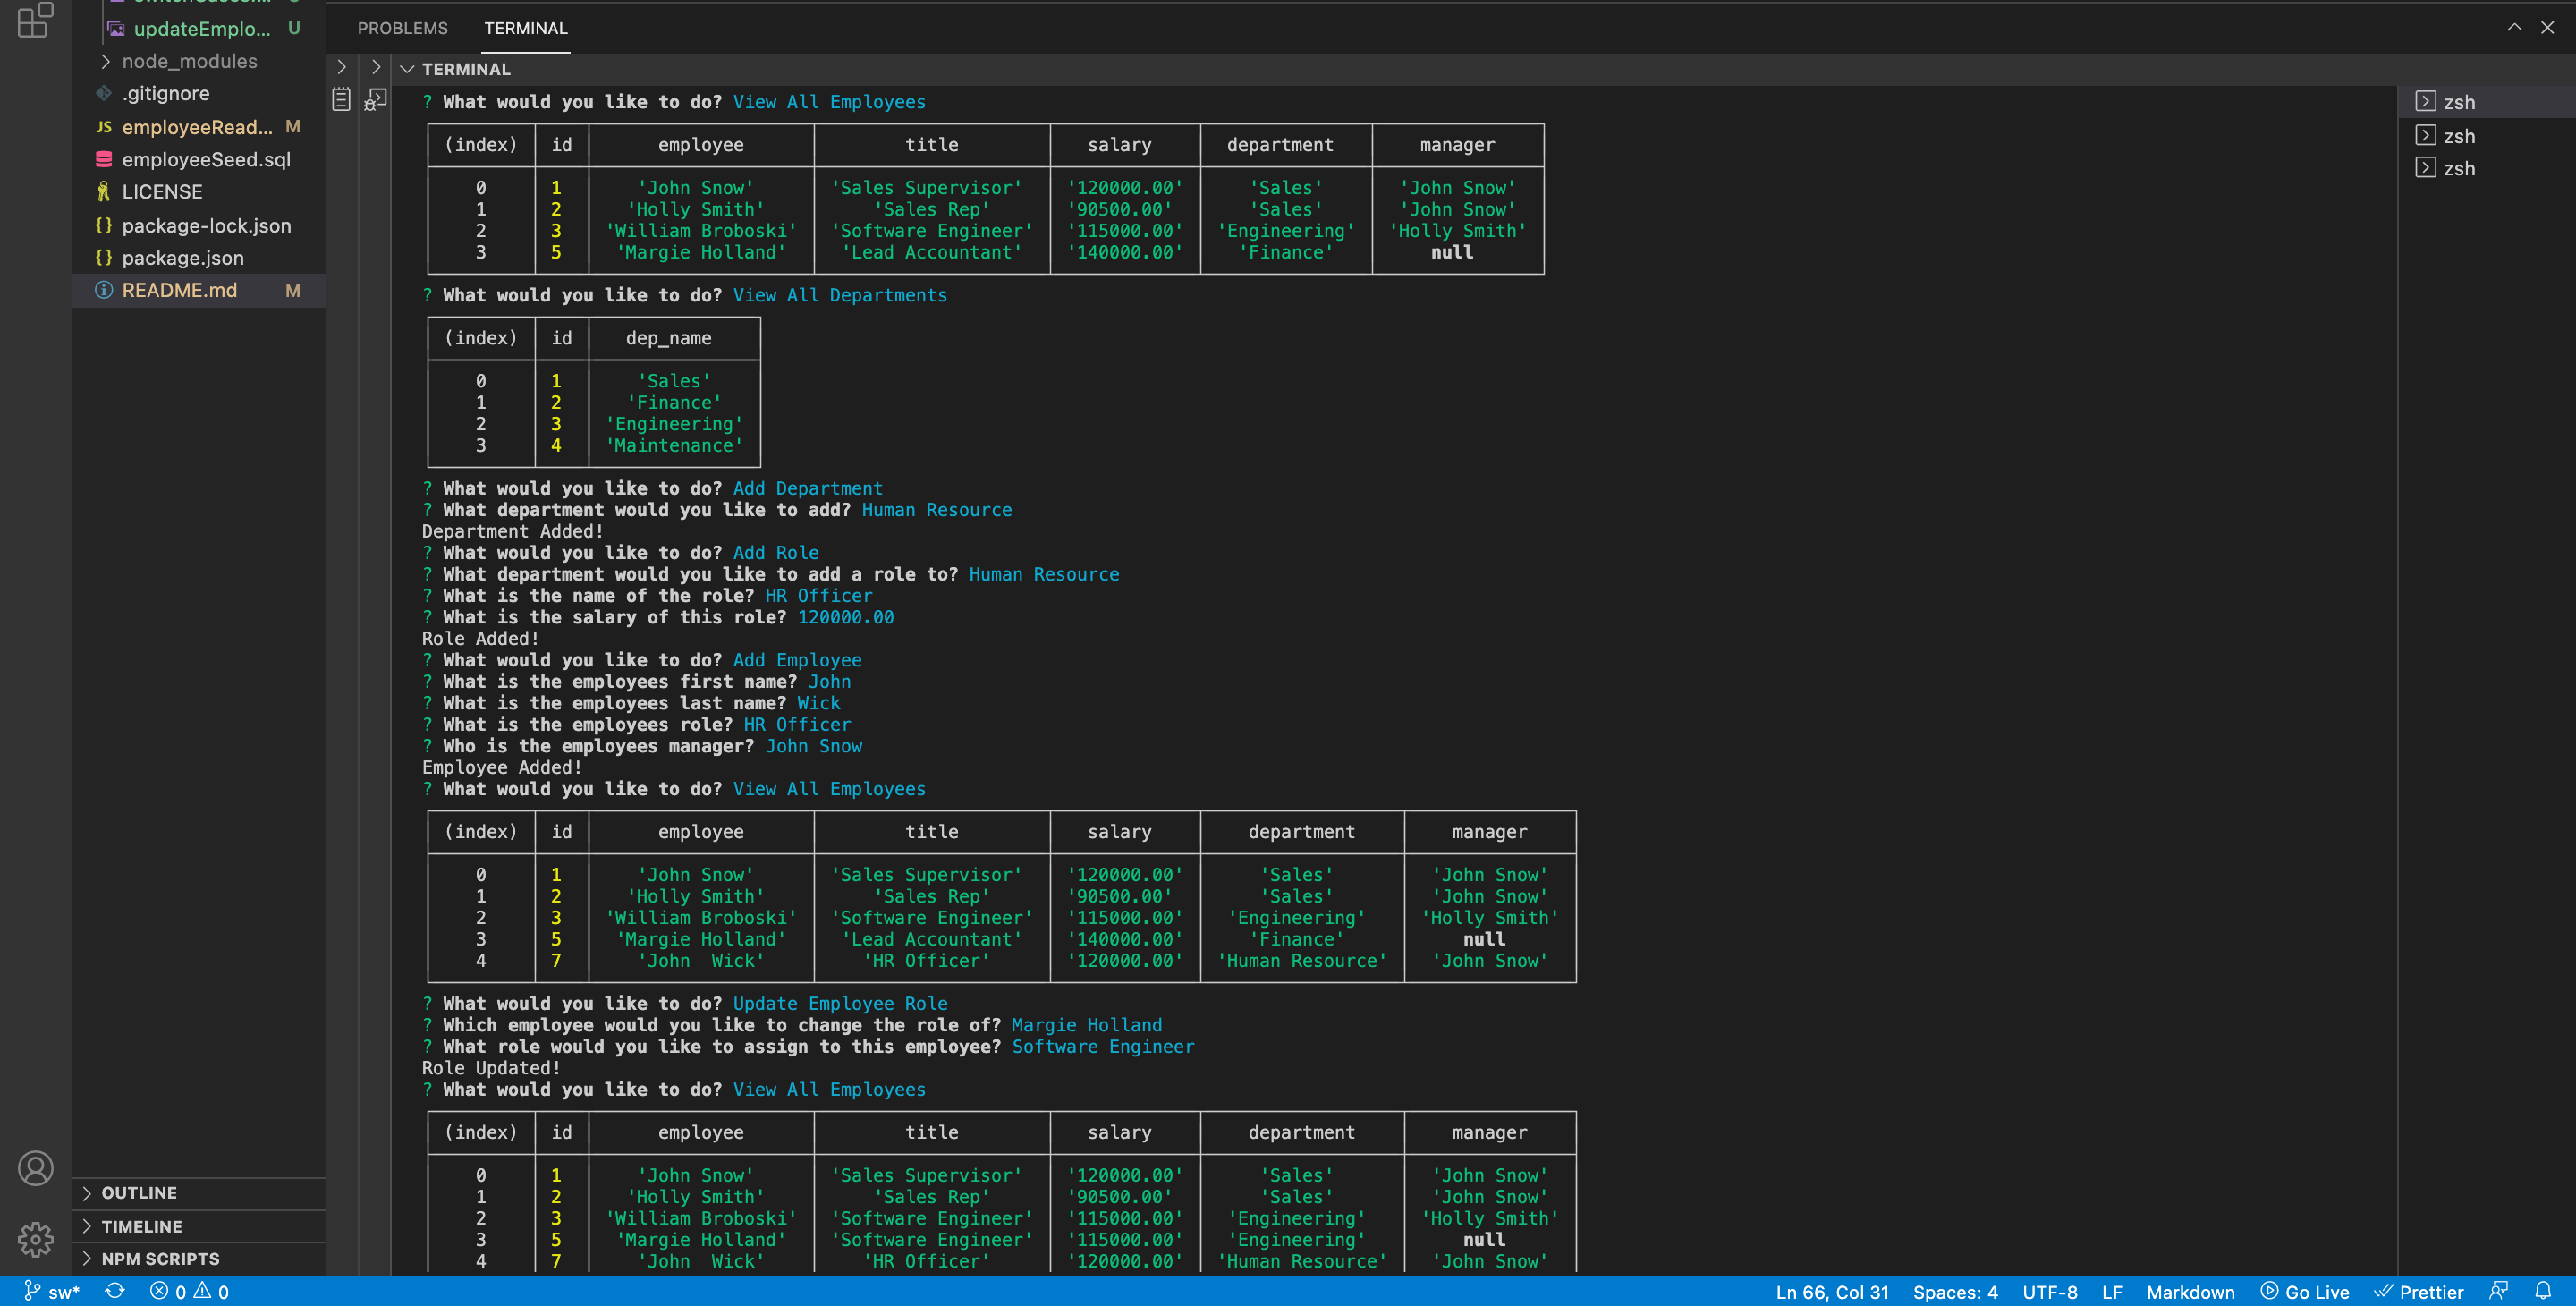 updateEmplo... U
node_modules
.gitignore
JS employeeRead... M
employeeSeed.sql
LICENSE
{} package-lock.json
{} package.json
README.md M
OUTLINE
TIMELINE
NPM SCRIPTS
PROBLEMS TERMINAL
TERMINAL
? What would you like to do? View All Employees
(index) id employee title salary department manager
0 1 'John Snow' 'Sales Supervisor' '120000.00' 'Sales' 'John Snow'
1 2 'Holly Smith' 'Sales Rep' '90500.00' 'Sales' 'John Snow'
2 3 'William Broboski' 'Software Engineer' '115000.00' 'Engineering' 'Holly Smith'
3 5 'Margie Holland' 'Lead Accountant' '140000.00' 'Finance' null
? What would you like to do? View All Departments
(index) id dep_name
0 1 'Sales'
1 2 'Finance'
2 3 'Engineering'
3 4 'Maintenance'
? What would you like to do? Add Department
? What department would you like to add? Human Resource
Department Added!
? What would you like to do? Add Role
? What department would you like to add a role to? Human Resource
? What is the name of the role? HR Officer
? What is the salary of this role? 120000.00
Role Added!
? What would you like to do? Add Employee
? What is the employees first name? John
? What is the employees last name? Wick
? What is the employees role? HR Officer
? Who is the employees manager? John Snow
Employee Added!
? What would you like to do? View All Employees
(index) id employee title salary department manager
0 1 'John Snow' 'Sales Supervisor' '120000.00' 'Sales' 'John Snow'
1 2 'Holly Smith' 'Sales Rep' '90500.00' 'Sales' 'John Snow'
2 3 'William Broboski' 'Software Engineer' '115000.00' 'Engineering' 'Holly Smith'
3 5 'Margie Holland' 'Lead Accountant' '140000.00' 'Finance' null
4 7 'John  Wick' 'HR Officer' '120000.00' 'Human Resource' 'John Snow'
? What would you like to do? Update Employee Role
? Which employee would you like to change the role of? Margie Holland
? What role would you like to assign to this employee? Software Engineer
Role Updated!
? What would you like to do? View All Employees
(index) id employee title salary department manager
0 1 'John Snow' 'Sales Supervisor' '120000.00' 'Sales' 'John Snow'
1 2 'Holly Smith' 'Sales Rep' '90500.00' 'Sales' 'John Snow'
2 3 'William Broboski' 'Software Engineer' '115000.00' 'Engineering' 'Holly Smith'
3 5 'Margie Holland' 'Software Engineer' '115000.00' 'Engineering' null
4 7 'John  Wick' 'HR Officer' '120000.00' 'Human Resource' 'John Snow'
zsh
zsh
zsh
sw* 0 0 Ln 66, Col 31 Spaces: 4 UTF-8 LF Markdown Go Live Prettier